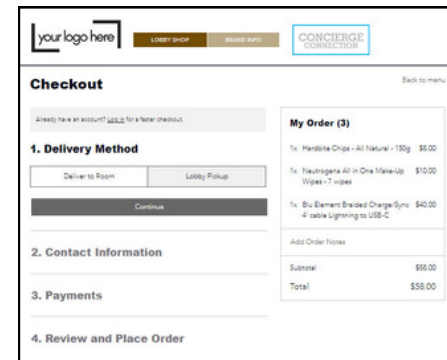 your logo here
LOBBY SHOP
BRAND INFO
CONCIERGE
CONNECTION
Checkout
Back to menu
Already have an account? Log in for a faster checkout.
1. Delivery Method
Deliver to Room
Lobby Pickup
Continue
2. Contact Information
3. Payments
4. Review and Place Order
My Order (3)
1x Hardbite Chips - All Natural - 150g $8.00
1x Neutrogena All in One Make-Up $10.00
Wipes - 7 wipes
1x Blu Element Braided Charge/Sync $40.00
4' cable Lightning to USB-C
Add Order Notes
Subtotal $58.00
Total $58.00